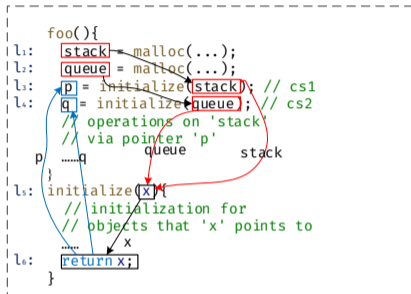 foo(){
l₁: stack = malloc(...);
l₂: queue = malloc(...);
l₃: p = initialize(stack); // cs1
l₄: q = initialize(queue); // cs2
// operations on 'stack'
// via pointer 'p'
queue
stack
p ……q
}
l₅: initialize(x){
// initialization for
// objects that 'x' points to
…… x
l₆: return x;
}